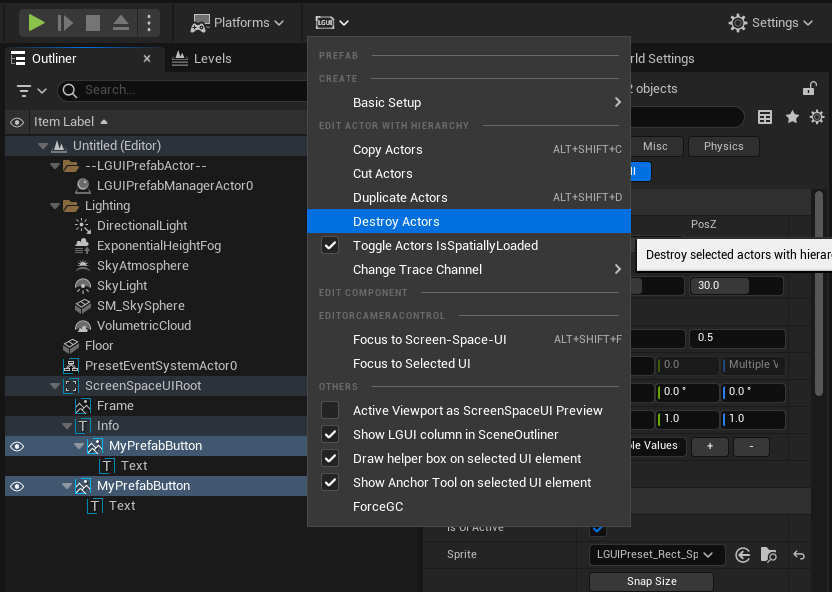 Platforms
LGUI
Settings
Outliner
Levels
rld Settings
Search...
2 objects
Item Label
Misc
Physics
Untitled (Editor)
--LGUIPrefabActor--
LGUIPrefabManagerActor0
Lighting
DirectionalLight
ExponentialHeightFog
SkyAtmosphere
SkyLight
SM_SkySphere
VolumetricCloud
Floor
PresetEventSystemActor0
ScreenSpaceUIRoot
Frame
Info
MyPrefabButton
Text
MyPrefabButton
Text
PREFAB
CREATE
Basic Setup
EDIT ACTOR WITH HIERARCHY
Copy Actors ALT+SHIFT+C
Cut Actors
Duplicate Actors ALT+SHIFT+D
Destroy Actors
Toggle Actors IsSpatiallyLoaded
Change Trace Channel
EDIT COMPONENT
EDITORCAMERACONTROL
Focus to Screen-Space-UI ALT+SHIFT+F
Focus to Selected UI
OTHERS
Active Viewport as ScreenSpaceUI Preview
Show LGUI column in SceneOutliner
Draw helper box on selected UI element
Show Anchor Tool on selected UI element
ForceGC
PosZ
Destroy selected actors with hierar
30.0
0.5
0.0 Multiple V
0.0 ° 0.0 °
1.0 1.0
le Values + -
Is UI Active
Sprite LGUIPreset_Rect_Sp
Snap Size